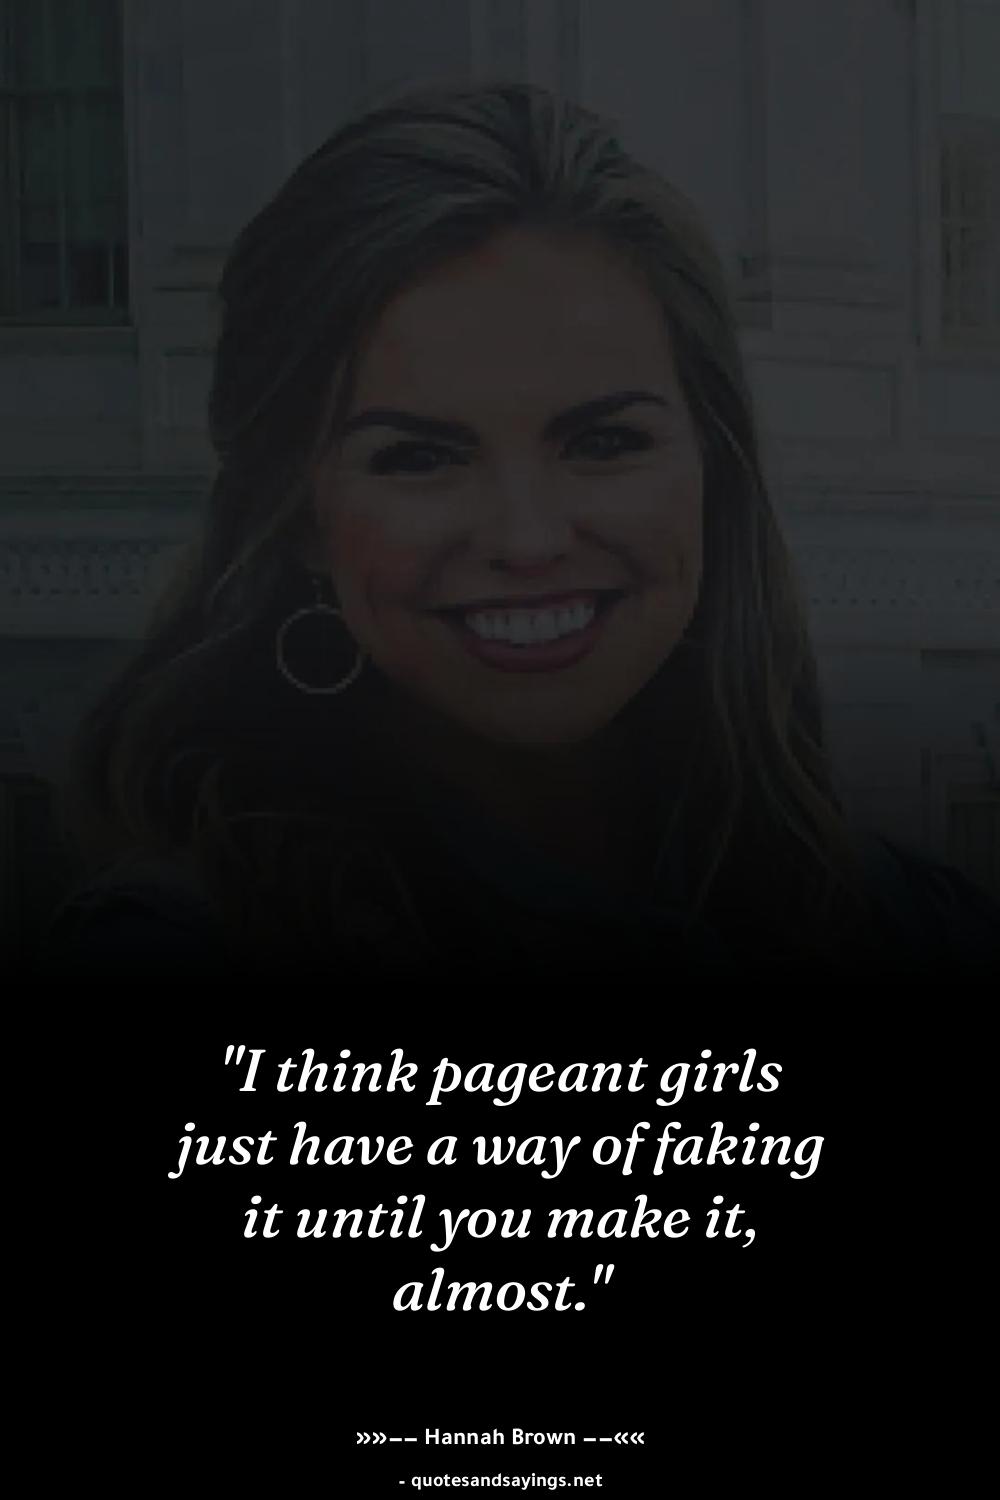 "I think pageant girls
just have a way of faking
it until you make it,
almost."
»»−− Hannah Brown −−««
- quotesandsayings.net